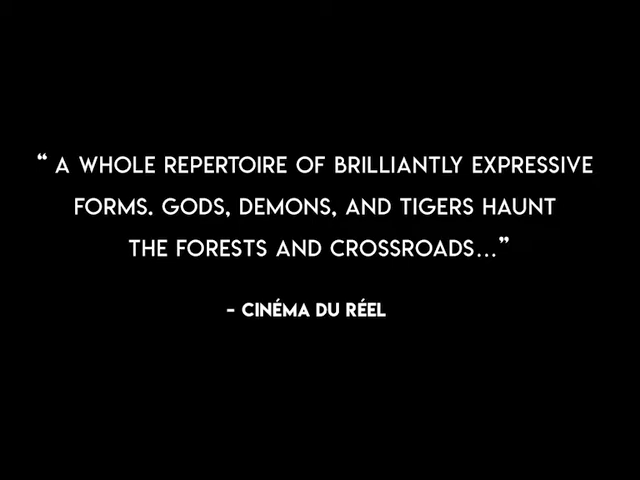 “ A WHOLE REPERTOIRE OF BRILLIANTLY EXPRESSIVE
FORMS. GODS, DEMONS, AND TIGERS HAUNT
THE FORESTS AND CROSSROADS...”
- CINÉMA DU RÉEL